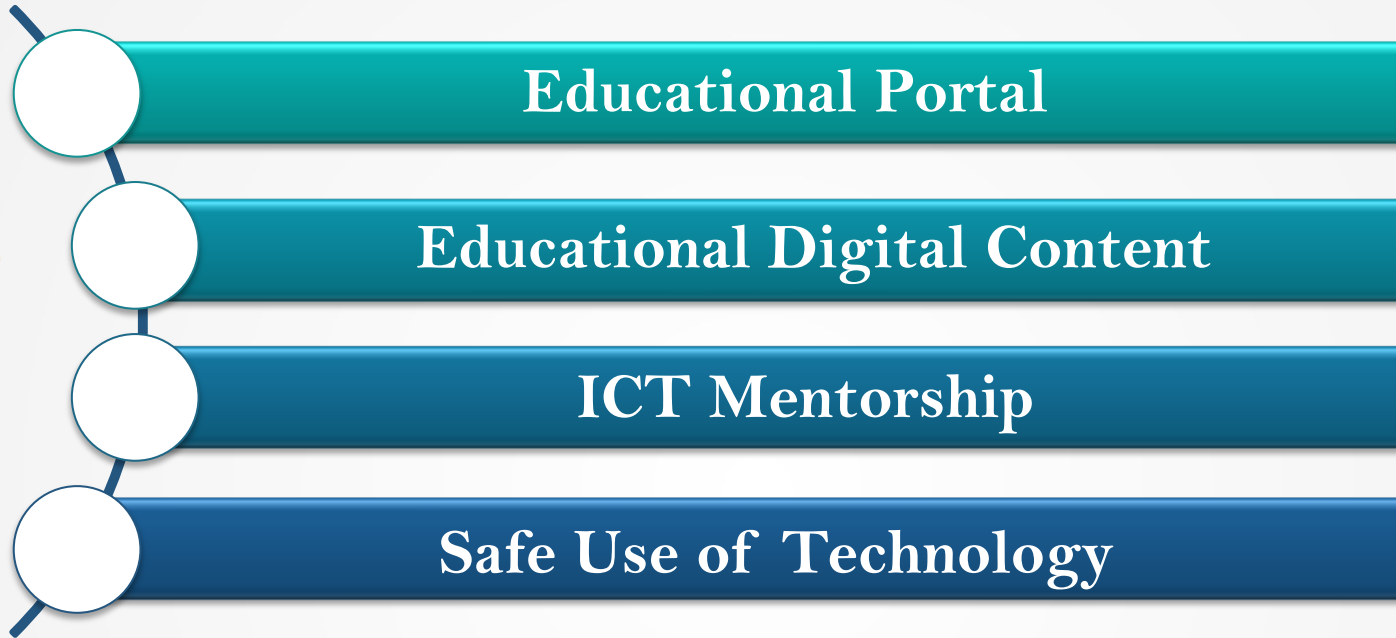 Educational Portal
Educational Digital Content
ICT Mentorship
Safe Use of Technology